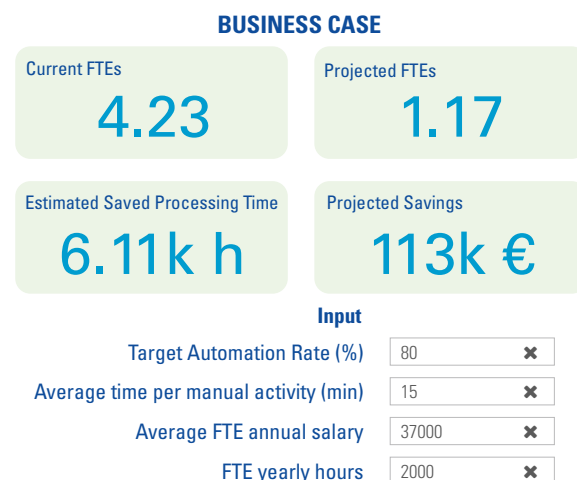 BUSINESS CASE
Current FTEs
4.23
Projected FTEs
1.17
Estimated Saved Processing Time
6.11k h
Projected Savings
113k €
Input
Target Automation Rate (%) 80 ✖
Average time per manual activity (min) 15 ✖
Average FTE annual salary 37000 ✖
FTE yearly hours 2000 ✖